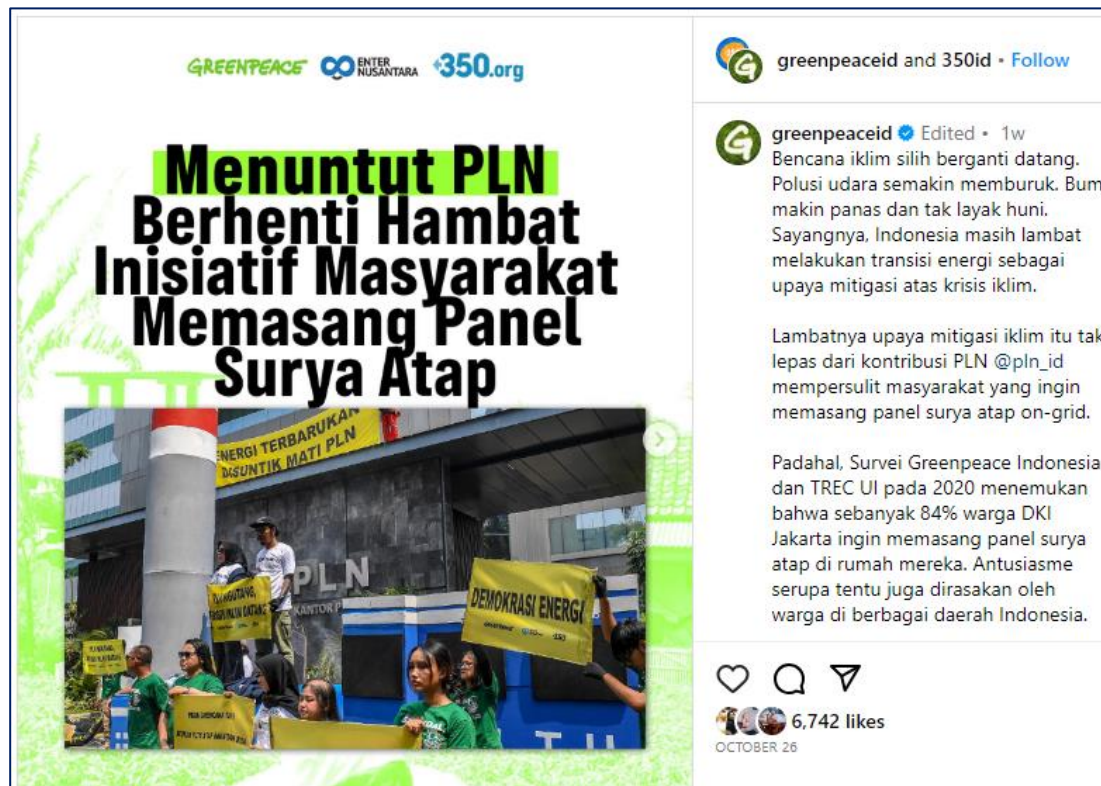 GREENPEACE ENTER NUSANTARA 350.org
Menuntut PLN
Berhenti Hambat
Inisiatif Masyarakat
Memasang Panel
Surya Atap
ENERGI TERBARUKAN
DISUNTIK MATI PLN
PLN
KANTOR P
DEMOKRASI ENERGI
greenpeaceid and 350id • Follow
greenpeaceid Edited • 1w
Bencana iklim silih berganti datang.
Polusi udara semakin memburuk. Bum
makin panas dan tak layak huni.
Sayangnya, Indonesia masih lambat
melakukan transisi energi sebagai
upaya mitigasi atas krisis iklim.
Lambatnya upaya mitigasi iklim itu tak
lepas dari kontribusi PLN @pln_id
mempersulit masyarakat yang ingin
memasang panel surya atap on-grid.
Padahal, Survei Greenpeace Indonesia
dan TREC UI pada 2020 menemukan
bahwa sebanyak 84% warga DKI
Jakarta ingin memasang panel surya
atap di rumah mereka. Antusiasme
serupa tentu juga dirasakan oleh
warga di berbagai daerah Indonesia.
6,742 likes
OCTOBER 26